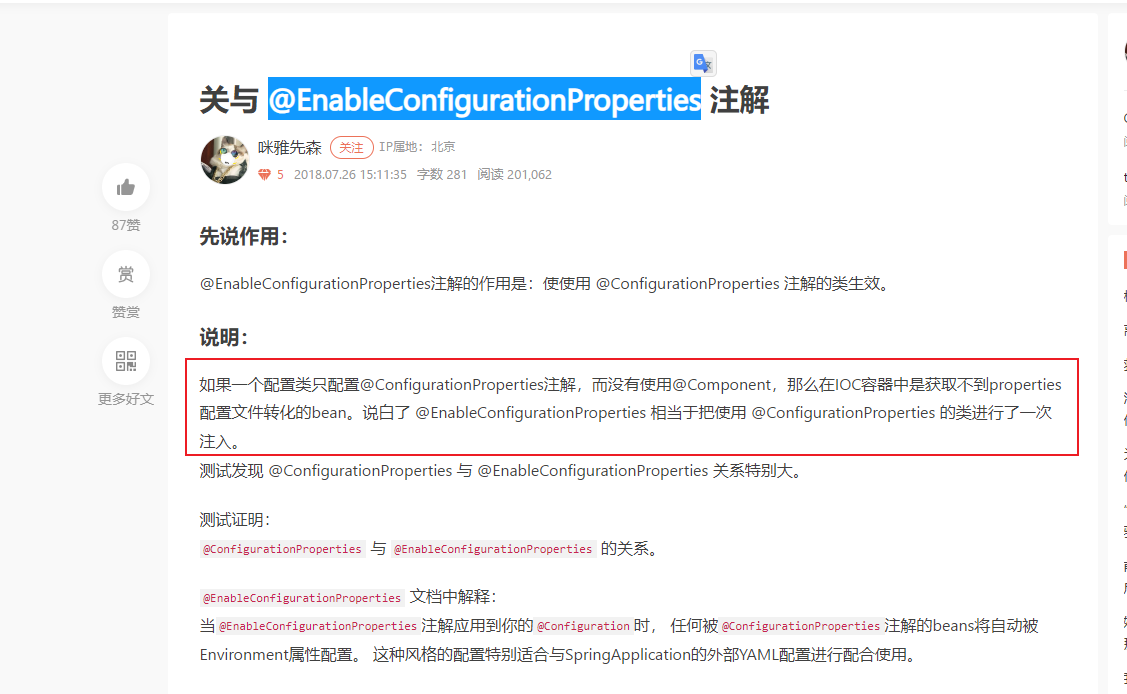 关与 @EnableConfigurationProperties 注解
咪雅先森 关注 IP属地：北京
5 2018.07.26 15:11:35 字数 281 阅读 201,062
87赞
赏
赞赏
更多好文
先说作用：
@EnableConfigurationProperties注解的作用是：使使用 @ConfigurationProperties 注解的类生效。
说明：
如果一个配置类只配置@ConfigurationProperties注解，而没有使用@Component，那么在IOC容器中是获取不到properties
配置文件转化的bean。说白了 @EnableConfigurationProperties 相当于把使用 @ConfigurationProperties 的类进行了一次
注入。
测试发现 @ConfigurationProperties 与 @EnableConfigurationProperties 关系特别大。
测试证明：
@ConfigurationProperties 与 @EnableConfigurationProperties 的关系。
@EnableConfigurationProperties 文档中解释：
当 @EnableConfigurationProperties 注解应用到你的 @Configuration 时， 任何被 @ConfigurationProperties 注解的beans将自动被
Environment属性配置。 这种风格的配置特别适合与SpringApplication的外部YAML配置进行配合使用。